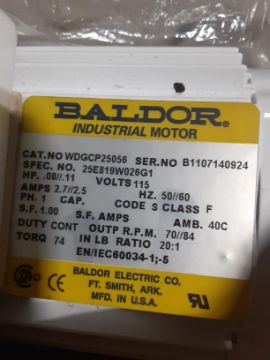 BALDOR
INDUSTRIAL MOTOR
CAT.NO WDGCP25056 SER.NO B1107140924
SPEC. NO. 25E819W026G1
HP. .08//.11 VOLTS 115
AMPS 2.7//2.5 HZ. 50//60
PH. 1 CAP. CODE S CLASS F
S.F. 1.00 S.F. AMPS AMB. 40C
DUTY CONT OUTP R.P.M. 70//84
TORQ 74 IN LB RATIO 20:1
EN/IEC60034-1;-5
BALDOR ELECTRIC CO.
FT. SMITH, ARK.
MFD. IN U.S.A.
CE